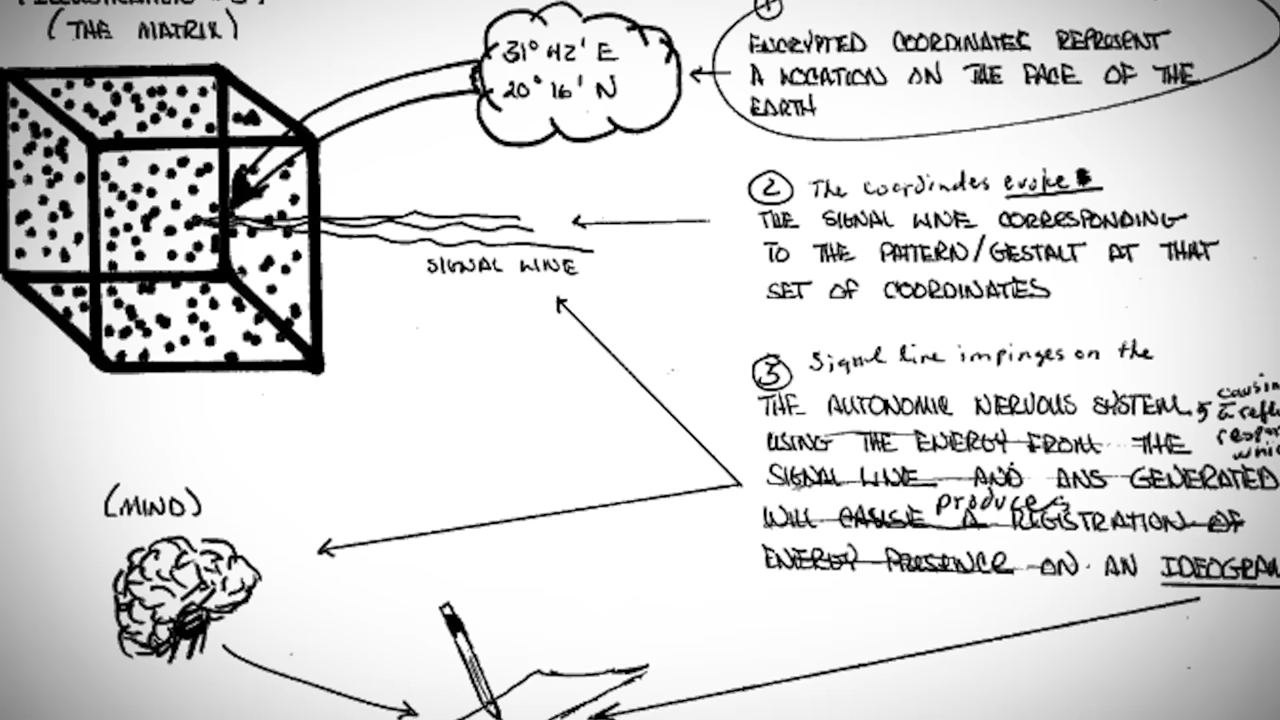 (THE MATRIX)
31° 42' E
20° 16' N
SIGNAL LINE
(MIND)
1
ENCRYPTED COORDINATES REPRESENT
A LOCATION ON THE FACE OF THE
EARTH
2 The coordinates evoke
THE SIGNAL LINE CORRESPONDING
TO THE PATTERN/GESTALT AT THAT
SET OF COORDINATES
3 Signal line impinges on the
THE AUTONOMIC NERVOUS SYSTEM,
USING THE ENERGY FROM THE
SIGNAL LINE AND ANS GENERATED
produces
WILL CAUSE A REGISTRATION OF
ENERGY PRESENCE ON AN IDEOGRAM